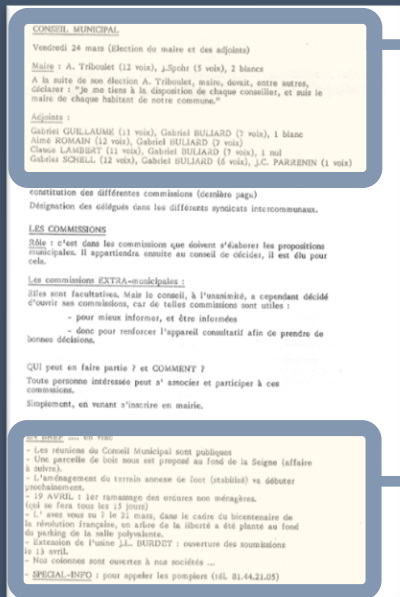 CONSEIL MUNICIPAL
Vendredi 24 mars (Election du maire et des adjoints)
Maire : A. Triboulet (12 voix), J.Spohr (5 voix), 2 blancs
A la suite de son élection A. Triboulet, maire, devait, entre autres,
déclarer : "Je me tiens à la disposition de chaque conseiller, et suis le
maire de chaque habitant de notre commune."
Adjoints :
Gabriel GUILLAUME (11 voix), Gabriel BULIARD (7 voix), 1 blanc
Aimé ROMAIN (12 voix), Gabriel BULIARD (7 voix)
Claude LAMBERT (11 voix), Gabriel BULIARD (7 voix), 1 nul
Gabriel SCHELL (12 voix), Gabriel BULIARD (6 voix), J.C. PARRENIN (1 voix)
constitution des différentes commissions (dernière page)
Désignation des délégués dans les différents syndicats intercommunaux.
LES COMMISSIONS
Rôle : c'est dans les commissions que doivent s'élaborer les propositions
municipales. Il appartiendra ensuite au conseil de décider, il est élu pour
cela.
Les commissions EXTRA-municipales :
Elles sont facultatives. Mais le conseil, à l'unanimité, a cependant décidé
d'ouvrir ses commissions, car de telles commissions sont utiles :
- pour mieux informer, et être informées
- donc pour renforcer l'appareil consultatif afin de prendre de
bonnes décisions.
QUI peut en faire partie ? et COMMENT ?
Toute personne intéressée peut s' associer et participer à ces
commissions.
Simplement, en venant s'inscrire en mairie.
EN BREF .... en vrac
- Les réunions du Conseil Municipal sont publiques
- Une parcelle de bois nous est proposé au fond de la Seigne (affaire
à suivre).
- L'aménagement du terrain annexe de foot (stabilisé) va débuter
prochainement.
- 19 AVRIL : 1er ramassage des ordures non ménagères.
(qui se fera tous les 15 jours)
- L' avez vous vu ? le 21 mars, dans le cadre du bicentenaire de
la révolution française, un arbre de la liberté a été planté au fond
du parking de la salle polyvalente.
- Extension de l'usine J.L. BURDET : ouverture des soumissions
le 13 avril.
- Nos colonnes sont ouvertes à nos sociétés ...
- SPECIAL-INFO : pour appeler les pompiers (tél. 81.44.21.05)